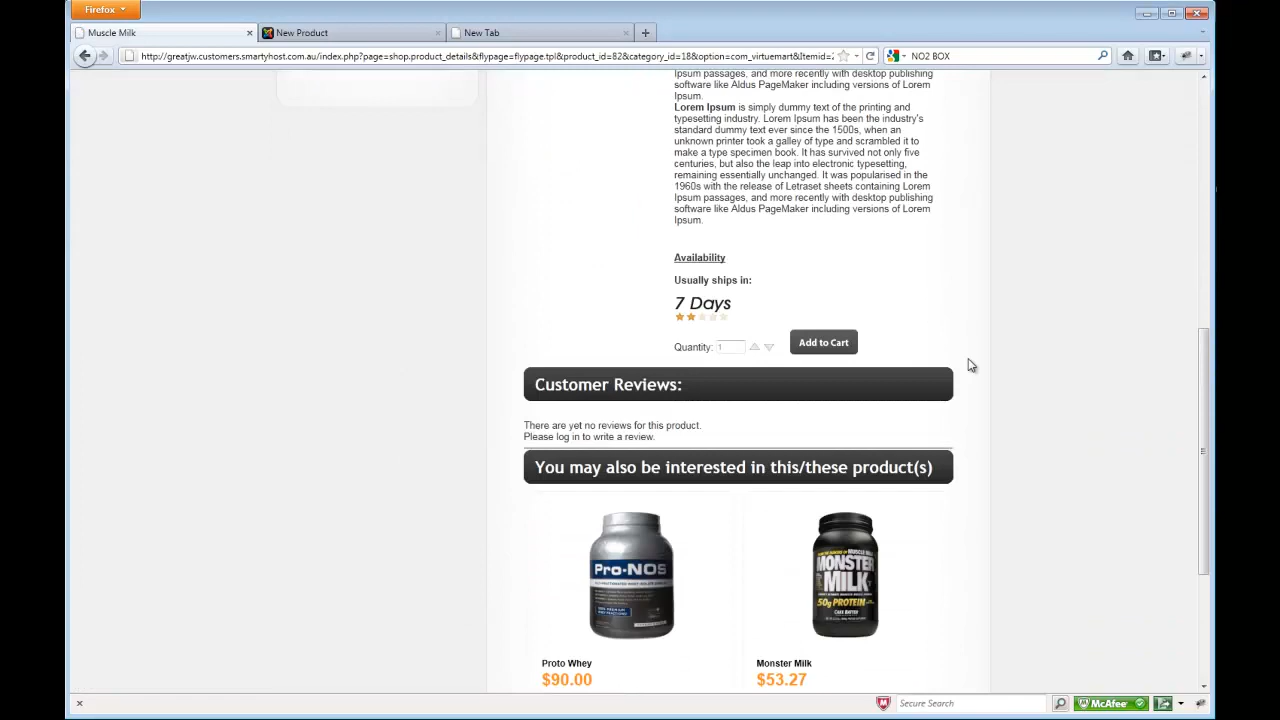 Firefox
Muscle Milk
New Product
New Tab
http://greatjw.customers.smartyhost.com.au/index.php?page=shop.product_details&flypage=flypage.tpl&product_id=82&category_id=18&option=com_virtuemart&Itemid=2
NO2 BOX
Ipsum passages, and more recently with desktop publishing
software like Aldus PageMaker including versions of Lorem
Ipsum.
Lorem Ipsum is simply dummy text of the printing and
typesetting industry. Lorem Ipsum has been the industry's
standard dummy text ever since the 1500s, when an
unknown printer took a galley of type and scrambled it to
make a type specimen book. It has survived not only five
centuries, but also the leap into electronic typesetting,
remaining essentially unchanged. It was popularised in the
1960s with the release of Letraset sheets containing Lorem
Ipsum passages, and more recently with desktop publishing
software like Aldus PageMaker including versions of Lorem
Ipsum.
Availability
Usually ships in:
7 Days
Quantity: 1
Add to Cart
Customer Reviews:
There are yet no reviews for this product.
Please log in to write a review.
You may also be interested in this/these product(s)
Pro-NOS
MUSCLE MILK
MONSTER
MILK
50g PROTEIN
Proto Whey
Monster Milk
$90.00
$53.27
Secure Search
McAfee